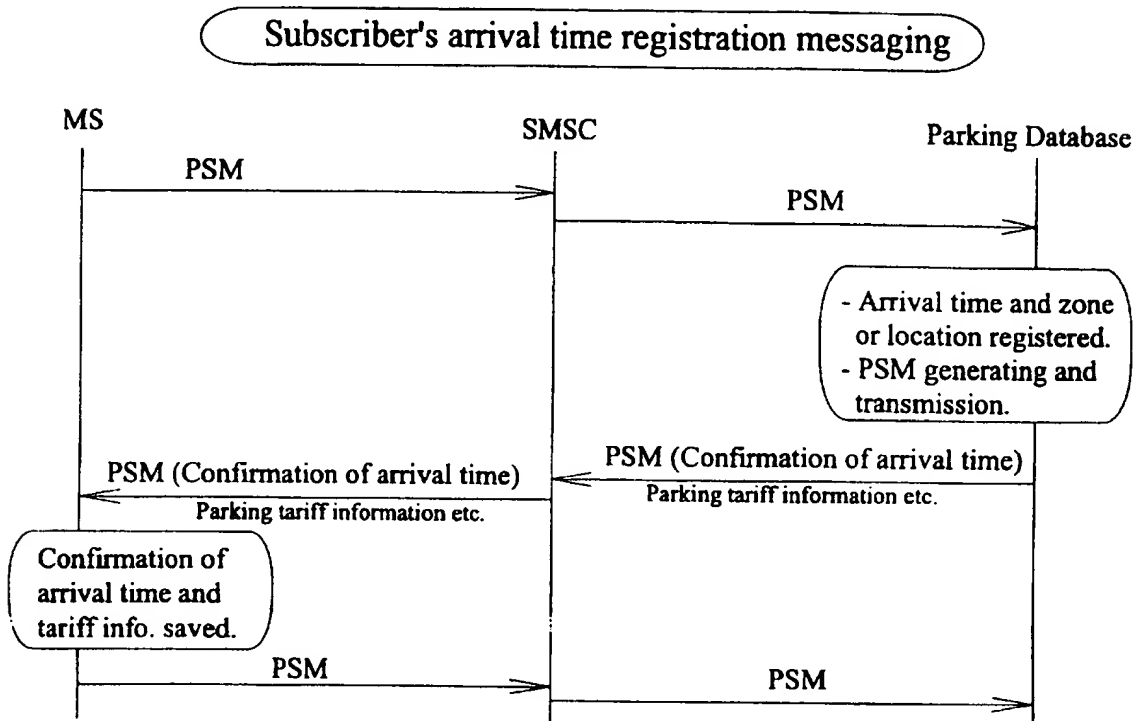 Subscriber's arrival time registration messaging
MS
SMSC
Parking Database
PSM
PSM
- Arrival time and zone
or location registered.
- PSM generating and
transmission.
PSM (Confirmation of arrival time)
Parking tariff information etc.
PSM (Confirmation of arrival time)
Parking tariff information etc.
Confirmation of
arrival time and
tariff info. saved.
PSM
PSM